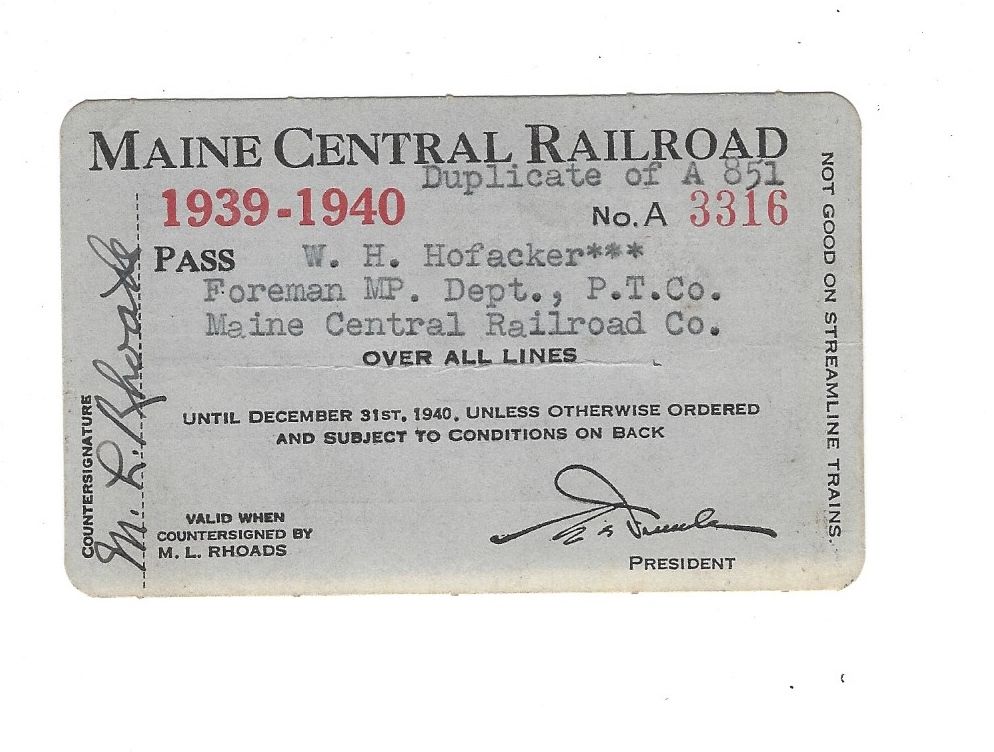 MAINE CENTRAL RAILROAD
Duplicate of A 851
1939-1940 No. A 3316
PASS W. H. Hofacker***
Foreman MP. Dept., P.T.Co.
Maine Central Railroad Co.
OVER ALL LINES
UNTIL DECEMBER 31ST, 1940, UNLESS OTHERWISE ORDERED
AND SUBJECT TO CONDITIONS ON BACK
VALID WHEN
COUNTERSIGNED BY
M. L. RHOADS
PRESIDENT
COUNTERSIGNATURE
M. L. Rhoads
NOT GOOD ON STREAMLINE TRAINS.